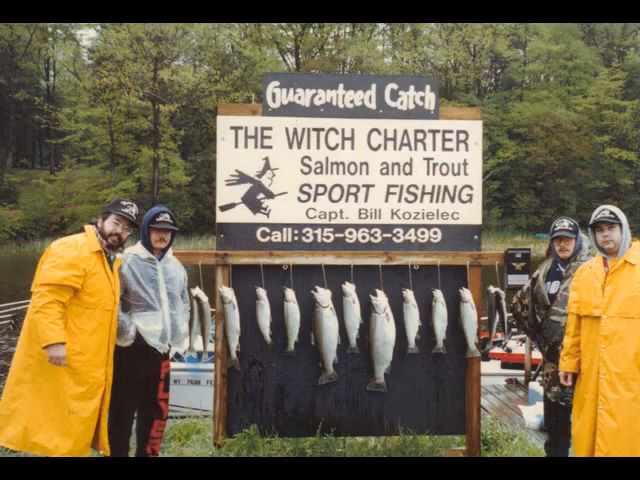 Guaranteed Catch
THE WITCH CHARTER
Salmon and Trout
SPORT FISHING
Capt. Bill Kozielec
Call: 315-963-3499